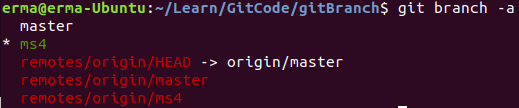 erma@erma-Ubuntu:~/Learn/GitCode/gitBranch$ git branch -a
master
* ms4
remotes/origin/HEAD -> origin/master
remotes/origin/master
remotes/origin/ms4